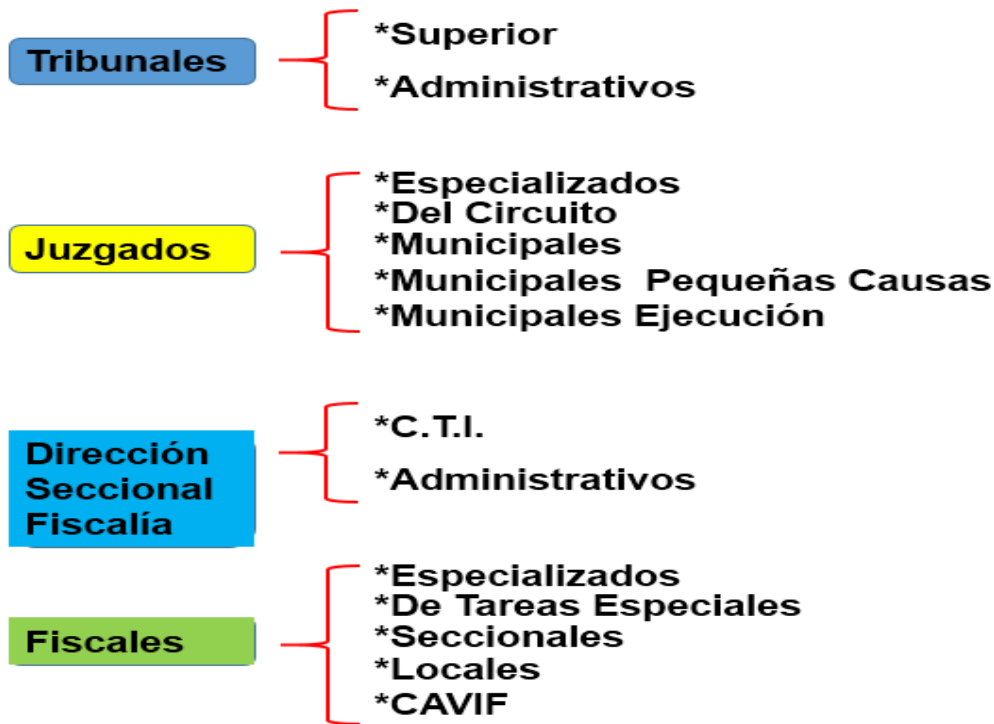 Tribunales
*Superior
*Administrativos
Juzgados
*Especializados
*Del Circuito
*Municipales
*Municipales Pequeñas Causas
*Municipales Ejecución
Dirección
Seccional
Fiscalía
*C.T.I.
*Administrativos
Fiscales
*Especializados
*De Tareas Especiales
*Seccionales
*Locales
*CAVIF